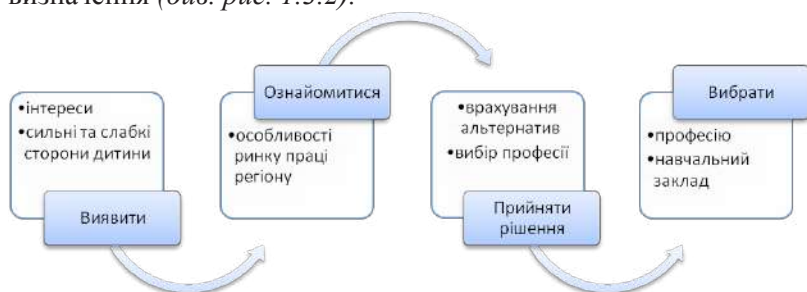 визначення (див. рис. 1.3.2).
•інтереси
•сильні та слабкі
сторони дитини
Виявити
Ознайомитися
•особливості
ринку праці
регіону
•врахування
альтернатив
•вибір професії
Прийняти
рішення
Вибрати
•професію
•навчальний
заклад